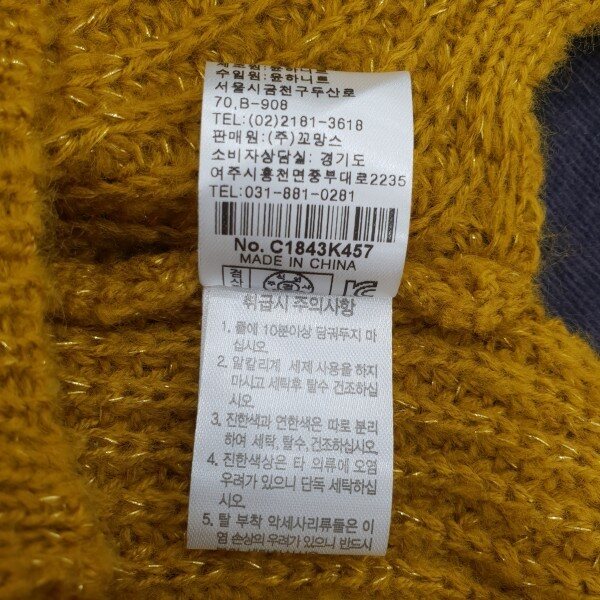 제조원: 윤하니트
수입원: 윤하니트
서울시금천구두산로
70,B-908
TEL:(02)2181-3618
판매원:(주)꼬망스
소비자상담실: 경기도
여주시흥천면중부대로2235
TEL:031-881-0281
No. C1843K457
MADE IN CHINA
검
취급시 주의사항
1. 물에 10분이상 담궈두지 마
십시오.
2. 알칼리계 세제 사용을 하지
마시고 세탁후 탈수 건조하십
시오.
3. 진한색과 연한색은 따로 분리
하여 세탁, 탈수, 건조하십시오.
4. 진한색상은 타 의류에 오염
우려가 있으니 단독 세탁하십
시오.
5. 탈 부착 악세사리류들은 이
염 손상의 우려가 있으니 반드시